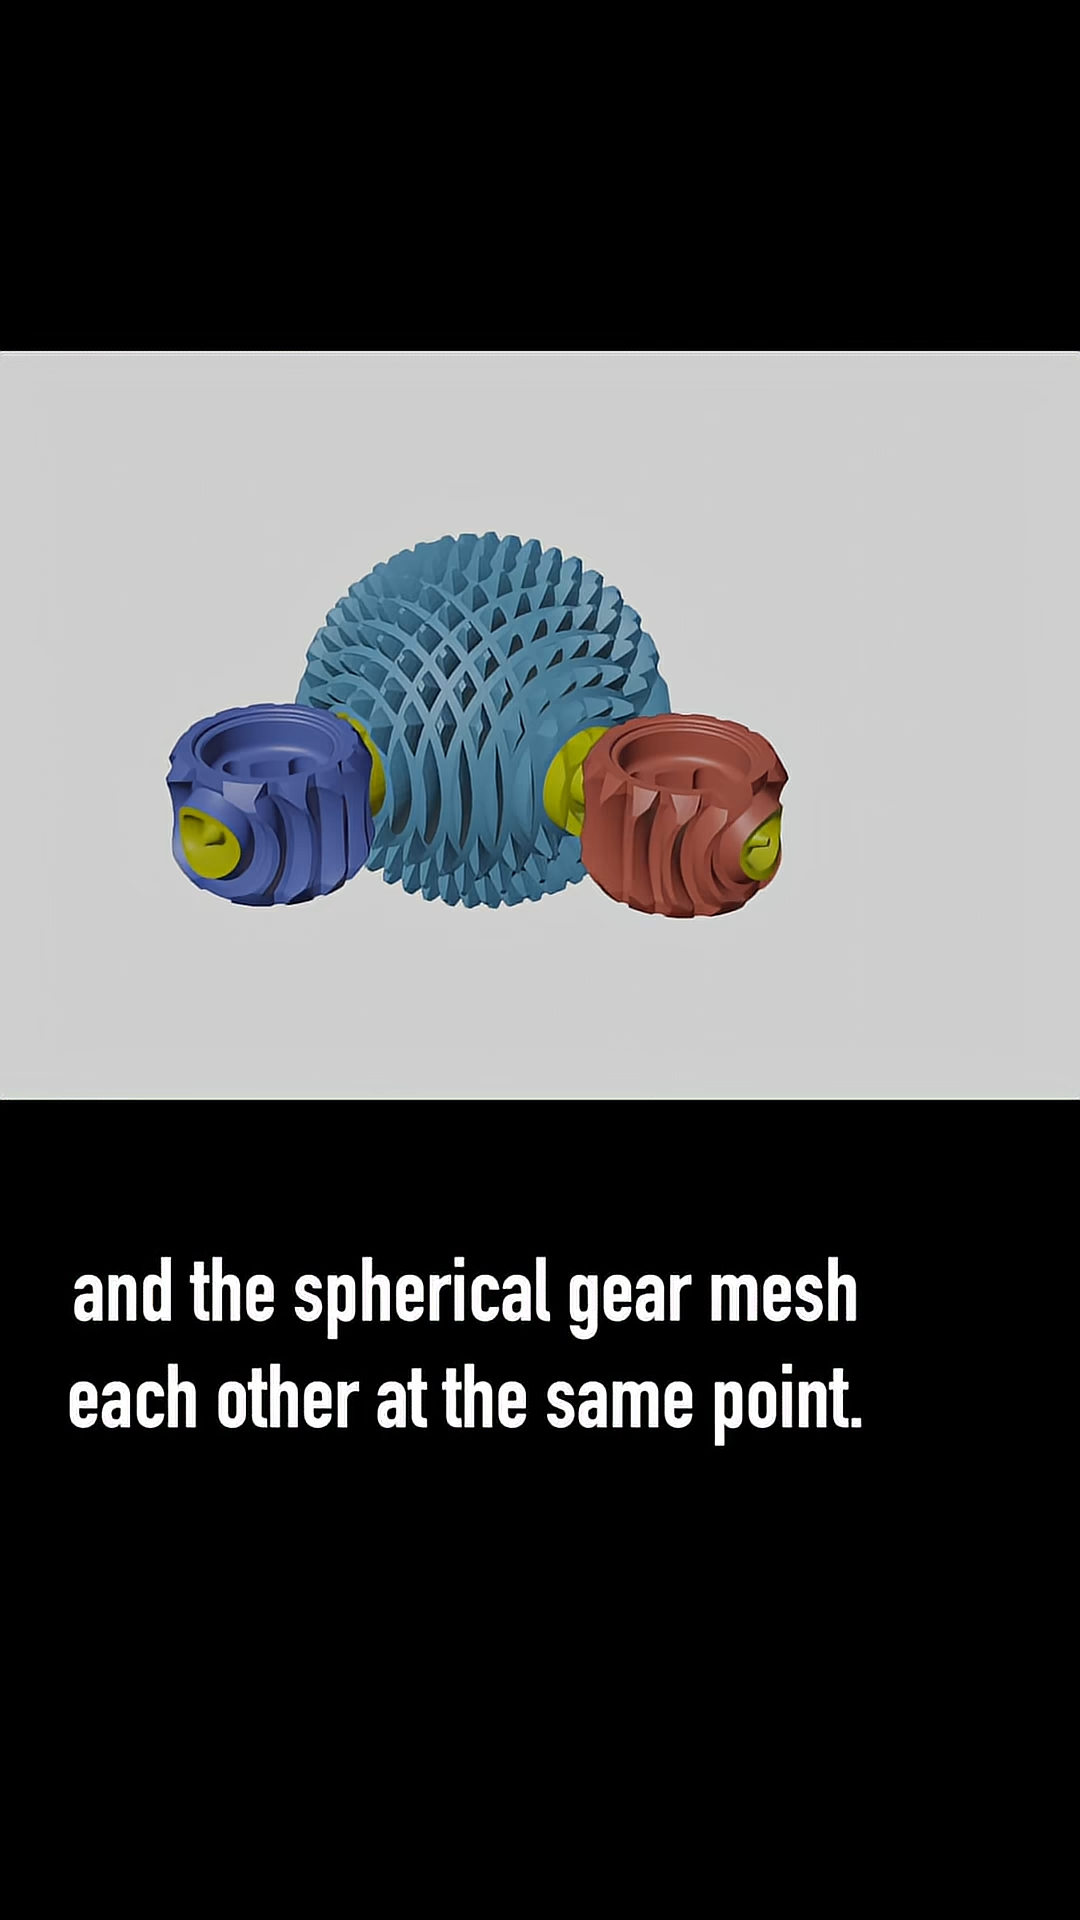 and the spherical gear mesh
each other at the same point.